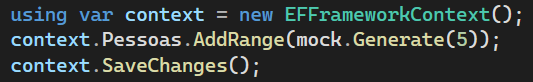 using var context = new EFFrameworkContext();
context.Pessoas.AddRange(mock.Generate(5));
context.SaveChanges();